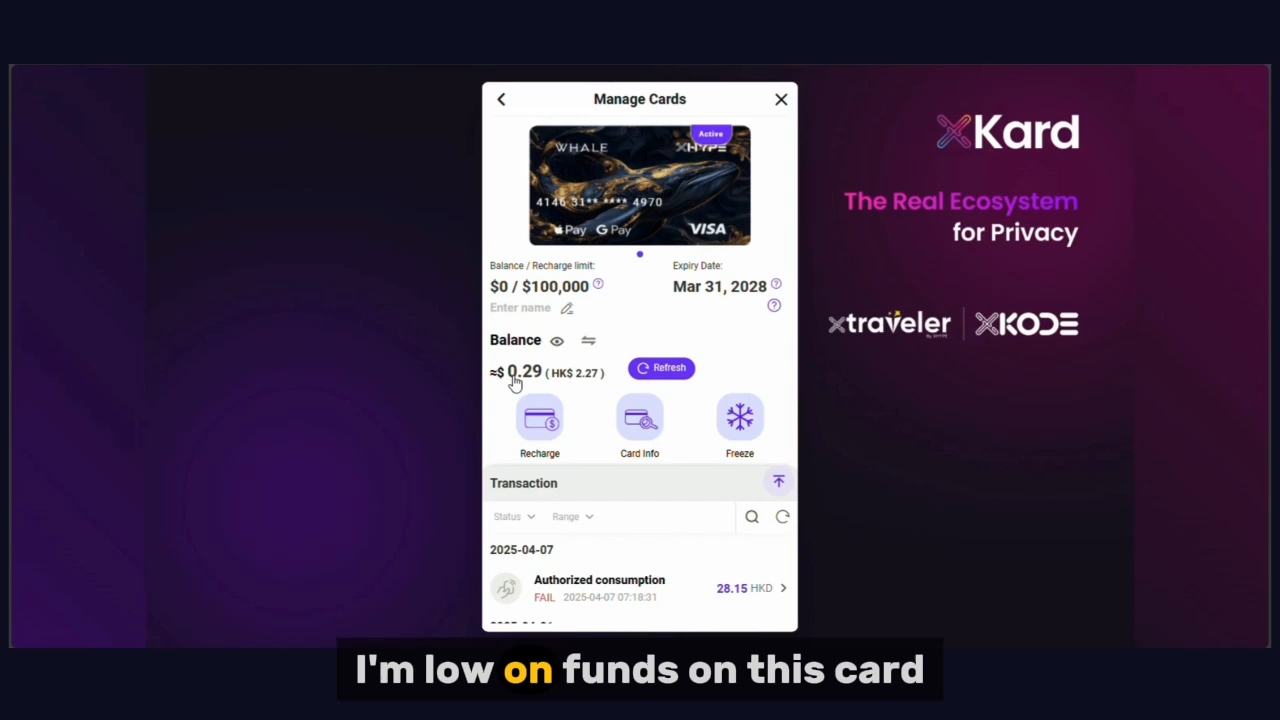 Manage Cards
Active
WHALE
XHYPE
4146 31** **** 4970
Pay G Pay
VISA
Balance / Recharge limit:
Expiry Date:
$0 / $100,000 ?
Mar 31, 2028 ?
Enter name
?
Balance
≈$ 0.29 ( HK$ 2.27 )
Refresh
Recharge
Card Info
Freeze
Transaction
Status
Range
2025-04-07
Authorized consumption
FAIL 2025-04-07 07:18:31
28.15 HKD
XKard
The Real Ecosystem
for Privacy
xtraveler
XKODE
I'm low on funds on this card